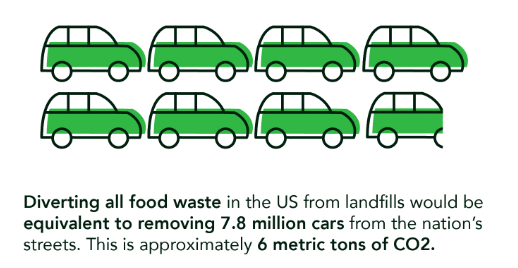 Diverting all food waste in the US from landfills would be
equivalent to removing 7.8 million cars from the nation's
streets. This is approximately 6 metric tons of CO2.